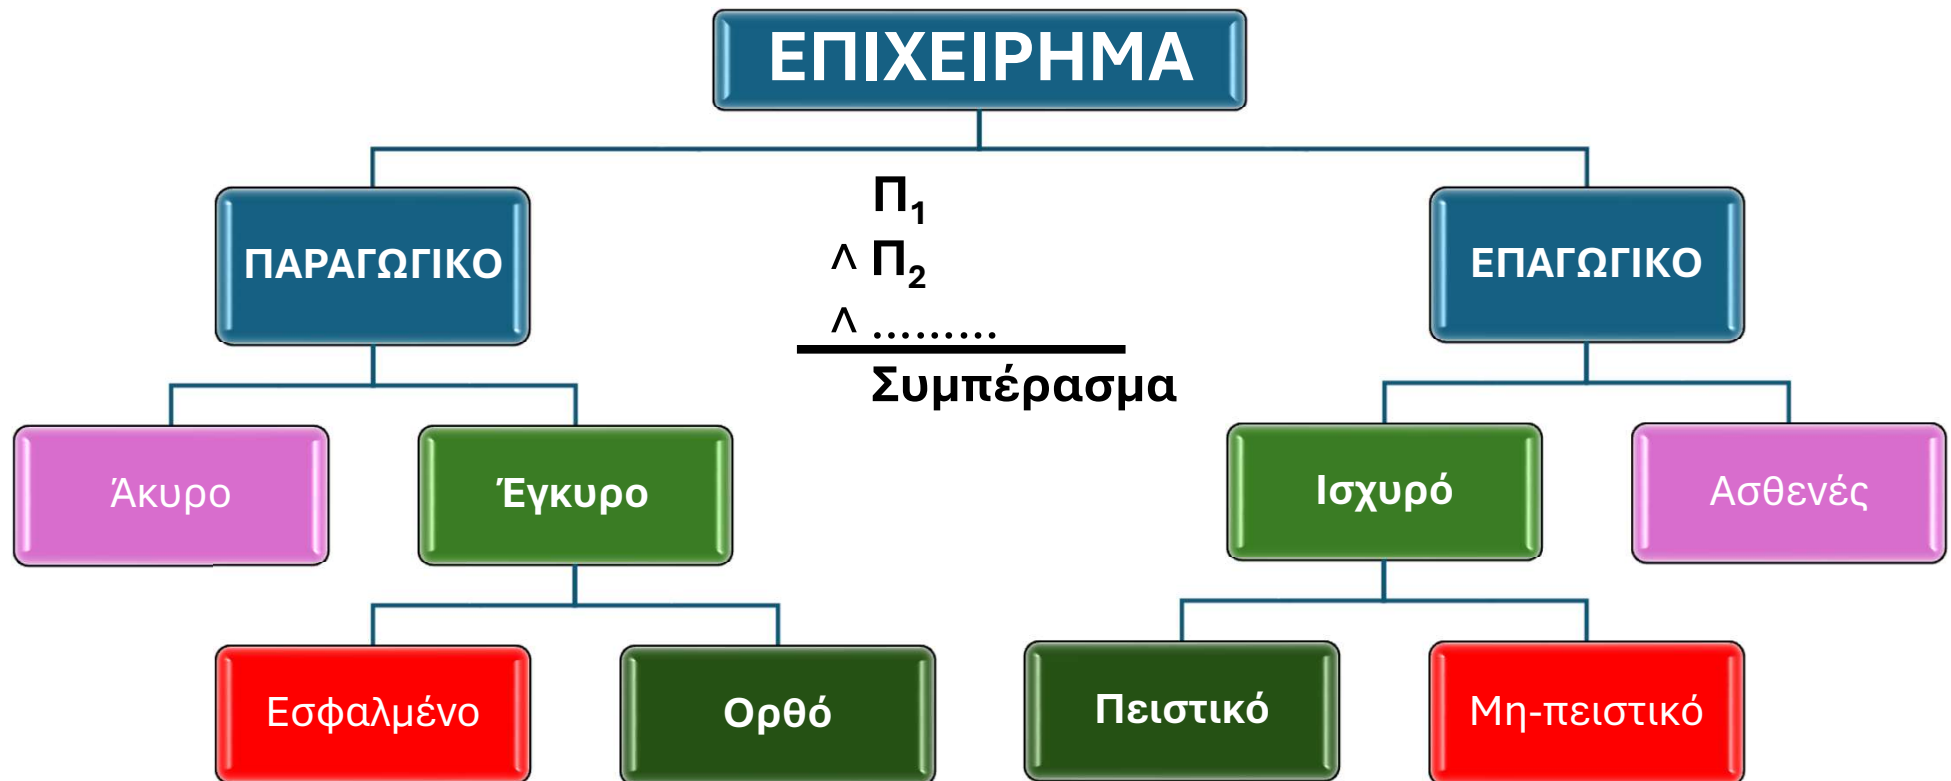 ΕΠΙΧΕΙΡΗΜΑ
ΠΑΡΑΓΩΓΙΚΟ
Π₁
∧ Π₂
∧ .........
Συμπέρασμα
ΕΠΑΓΩΓΙΚΟ
Άκυρο
Έγκυρο
Ισχυρό
Ασθενές
Εσφαλμένο
Ορθό
Πειστικό
Μη-πειστικό